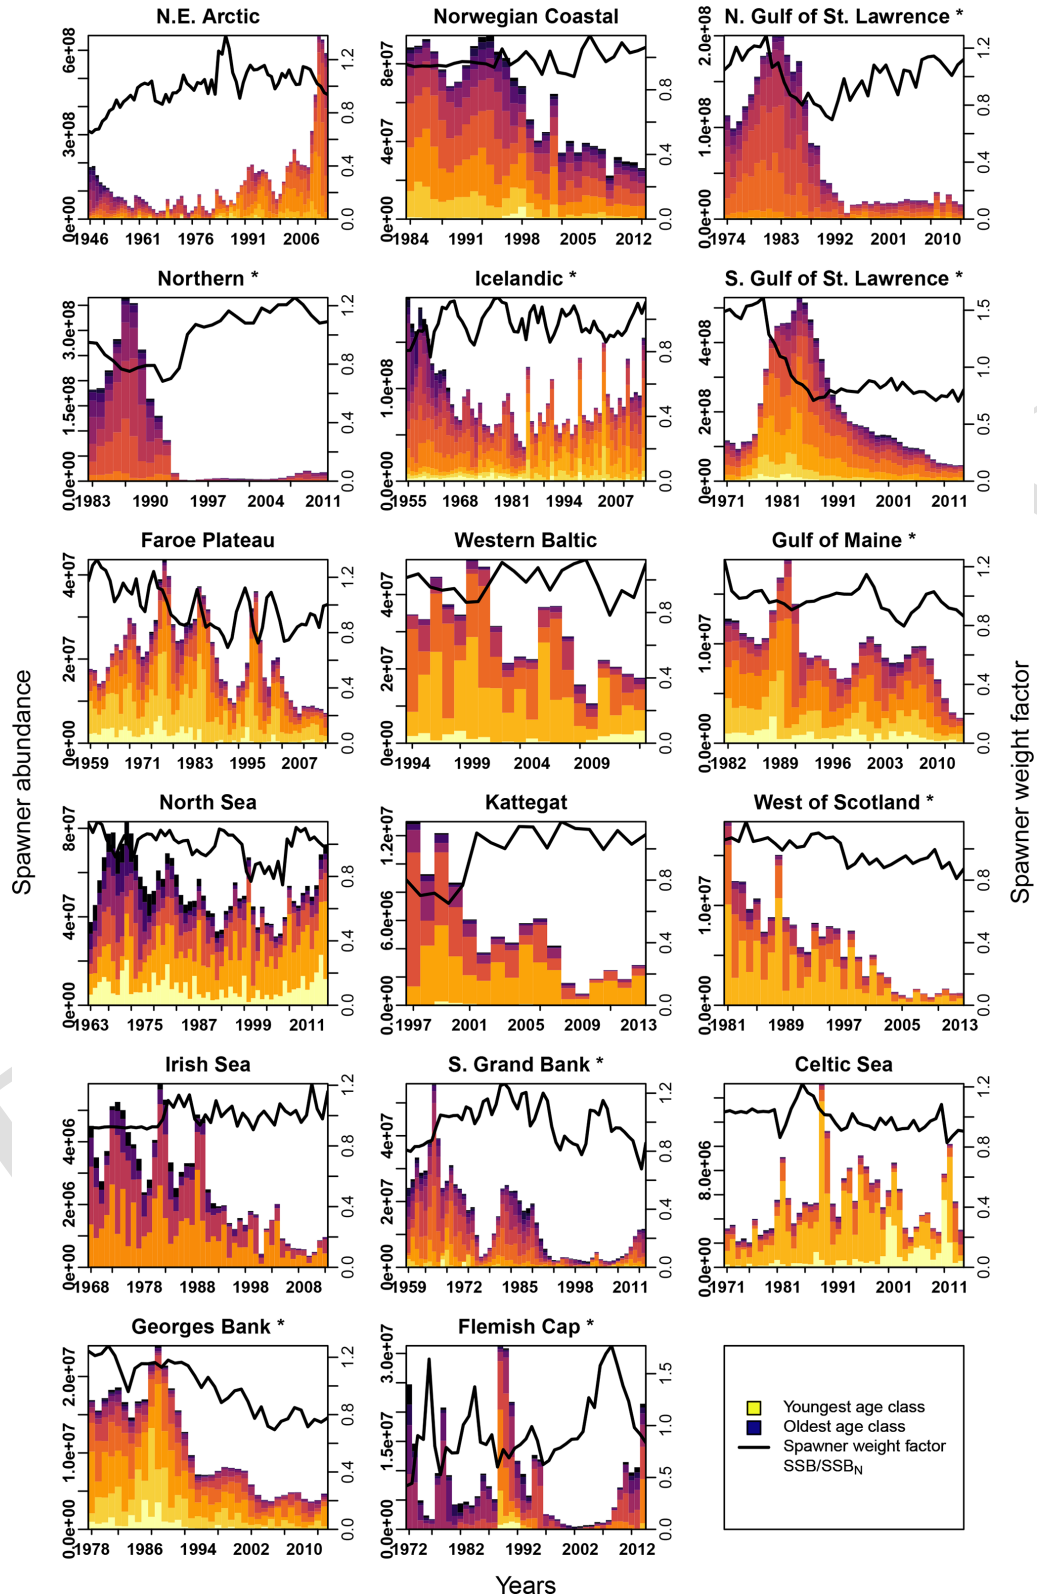 N.E. Arctic
Norwegian Coastal
N. Gulf of St. Lawrence *
0e+00 3e+08 6e+08
0.0 0.4 0.8 1.2
1946 1961 1976 1991 2006
0e+00 4e+07 8e+07
0.0 0.4 0.8
1984 1991 1998 2005 2012
0.0e+00 1.0e+08 2.0e+08
0.0 0.4 0.8 1.2
1974 1983 1992 2001 2010
Northern *
Icelandic *
S. Gulf of St. Lawrence *
0.0e+00 1.5e+08 3.0e+08
0.0 0.4 0.8 1.2
1983 1990 1997 2004 2011
0.0e+00 1.0e+08
0.0 0.4 0.8
1955 1968 1981 1994 2007
0e+00 2e+08 4e+08
0.0 0.5 1.0 1.5
1971 1981 1991 2001 2011
Faroe Plateau
Western Baltic
Gulf of Maine *
0e+00 2e+07 4e+07
0.0 0.4 0.8 1.2
1959 1971 1983 1995 2007
0e+00 2e+07 4e+07
0.0 0.4 0.8
1994 1999 2004 2009
0.0e+00 1.0e+07
0.0 0.4 0.8 1.2
1982 1989 1996 2003 2010
Spawner abundance
Spawner weight factor
North Sea
Kattegat
West of Scotland *
0e+00 4e+07 8e+07
0.0 0.4 0.8
1963 1975 1987 1999 2011
0.0e+00 6.0e+06 1.2e+07
0.0 0.4 0.8
1997 2001 2005 2009 2013
0.0e+00 1.0e+07
0.0 0.4 0.8
1981 1989 1997 2005 2013
Irish Sea
S. Grand Bank *
Celtic Sea
0e+00 2e+06 4e+06
0.0 0.4 0.8 1.2
1968 1978 1988 1998 2008
0e+00 2e+07 4e+07
0.0 0.4 0.8 1.2
1959 1972 1985 1998 2011
0.0e+00 8.0e+06
0.0 0.4 0.8 1.2
1971 1981 1991 2001 2011
Georges Bank *
Flemish Cap *
0.0e+00 1.0e+07 2.0e+07
0.0 0.4 0.8 1.2
1978 1986 1994 2002 2010
0.0e+00 1.5e+07 3.0e+07
0.0 0.5 1.0 1.5
1972 1982 1992 2002 2014
Youngest age class
Oldest age class
Spawner weight factor
SSB/SSBN
Years